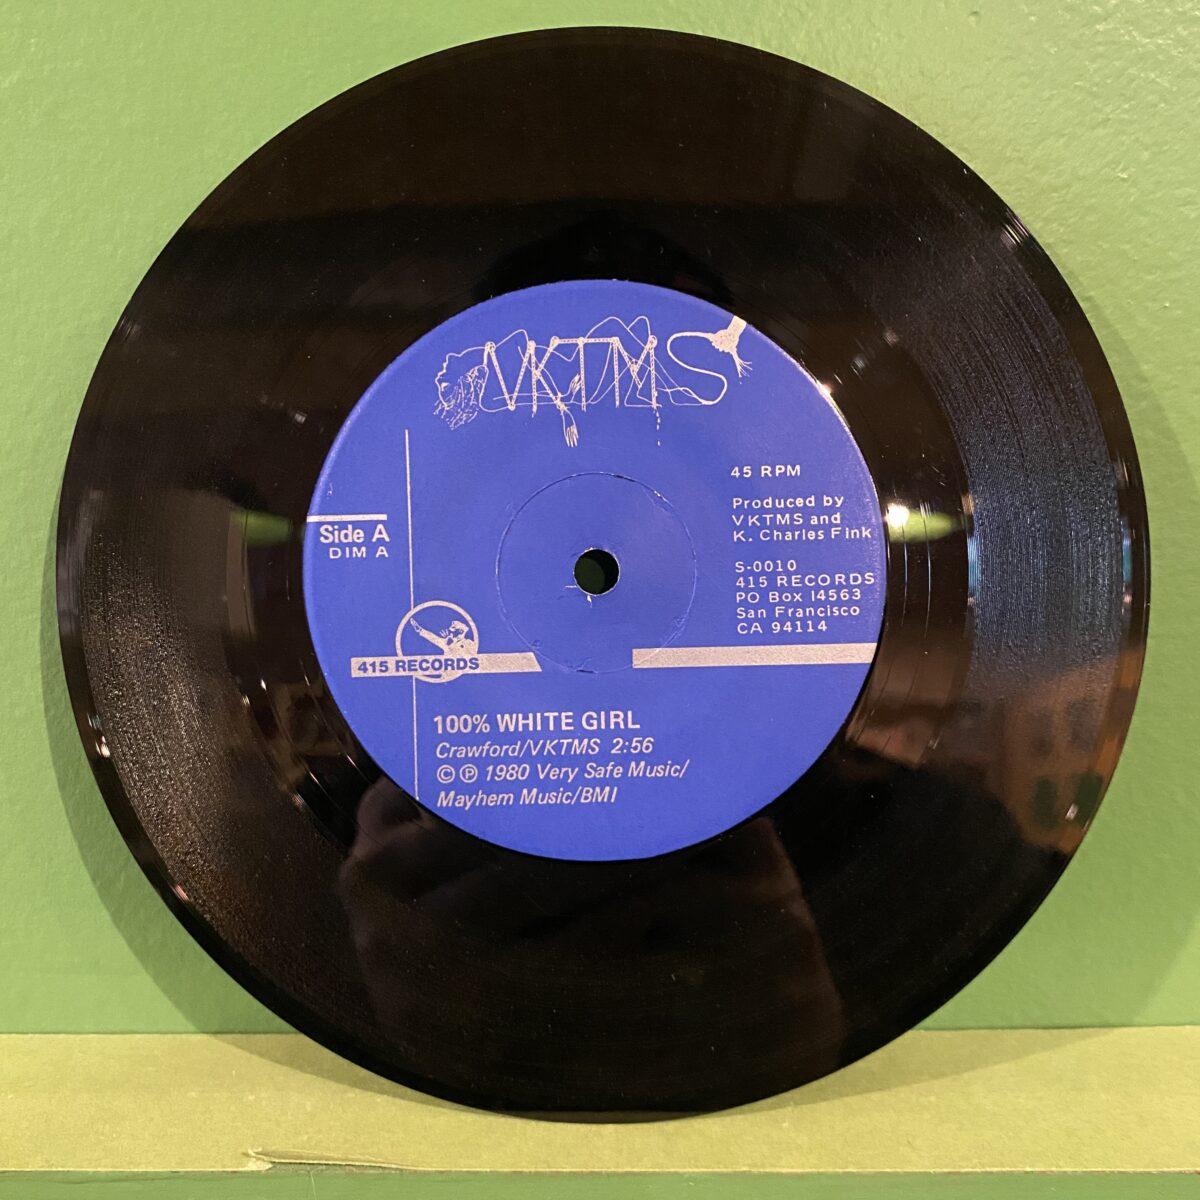 VKTMS
45 RPM
Produced by
VKTMS and
K. Charles Fink
Side A
DIM A
S-0010
415 RECORDS
PO Box 14563
San Francisco
CA 94114
415 RECORDS
100% WHITE GIRL
Crawford/VKTMS 2:56
© ℗ 1980 Very Safe Music/
Mayhem Music/BMI